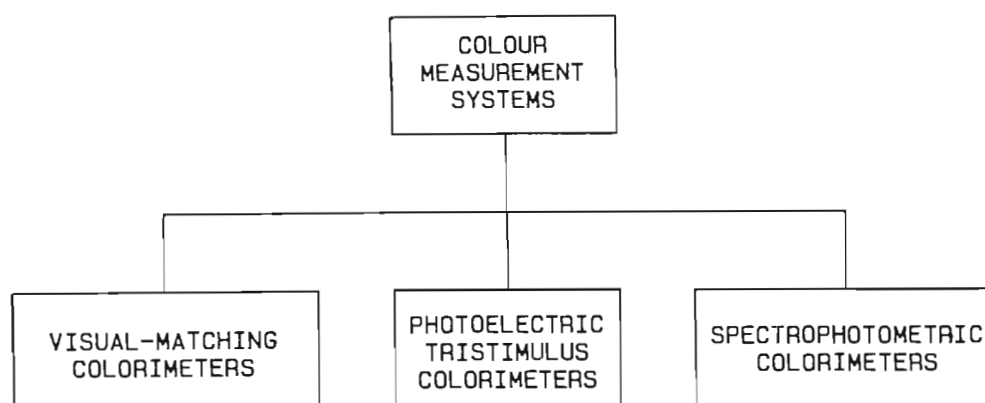 COLOUR
MEASUREMENT
SYSTEMS
VISUAL-MATCHING
COLORIMETERS
PHOTOELECTRIC
TRISTIMULUS
COLORIMETERS
SPECTROPHOTOMETRIC
COLORIMETERS